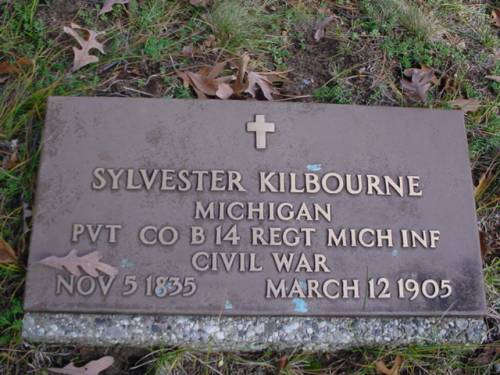 SYLVESTER KILBOURNE
MICHIGAN
PVT CO B 14 REGT MICH INF
CIVIL WAR
NOV 5 1835 MARCH 12 1905